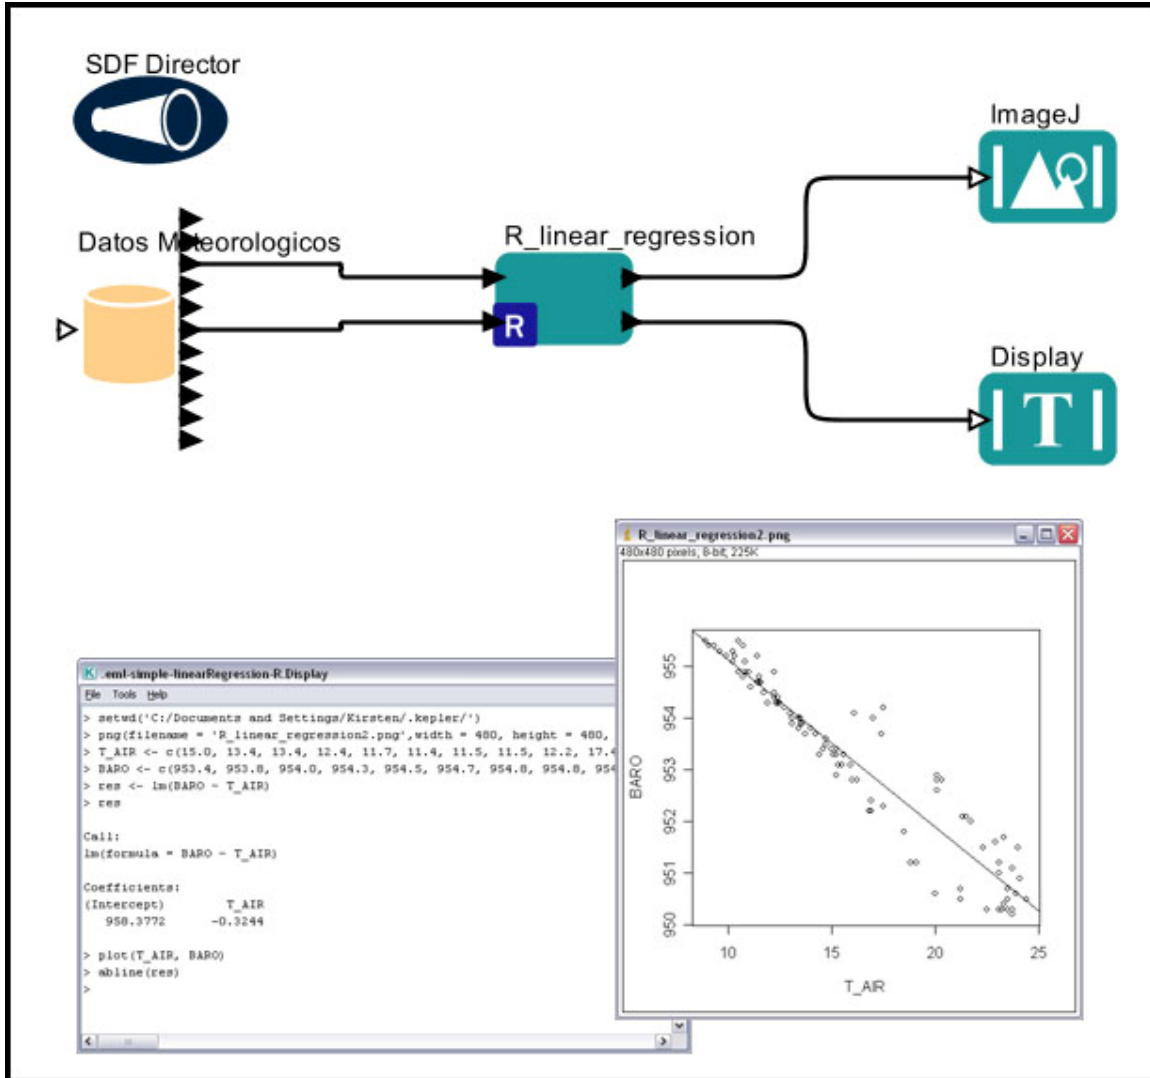 SDF Director
ImageJ
Datos Meteorologicos
R_linear_regression
R
Display
T
R_linear_regression2.png
480x480 pixels; 8-bit; 225K
955
954
953
952
951
950
BARO
10 15 20 25
T_AIR
.eml-simple-linearRegression-R.Display
File Tools Help
> setwd('C:/Documents and Settings/Kirsten/.kepler/')
> png(filename = 'R_linear_regression2.png',width = 480, height = 480,
> T_AIR <- c(15.0, 13.4, 13.4, 12.4, 11.7, 11.4, 11.5, 11.5, 12.2, 17.4
> BARO <- c(953.4, 953.8, 954.0, 954.3, 954.5, 954.7, 954.8, 954.8, 954
> res <- lm(BARO ~ T_AIR)
> res
Call:
lm(formula = BARO ~ T_AIR)
Coefficients:
(Intercept) T_AIR
958.3772 -0.3244
> plot(T_AIR, BARO)
> abline(res)
>